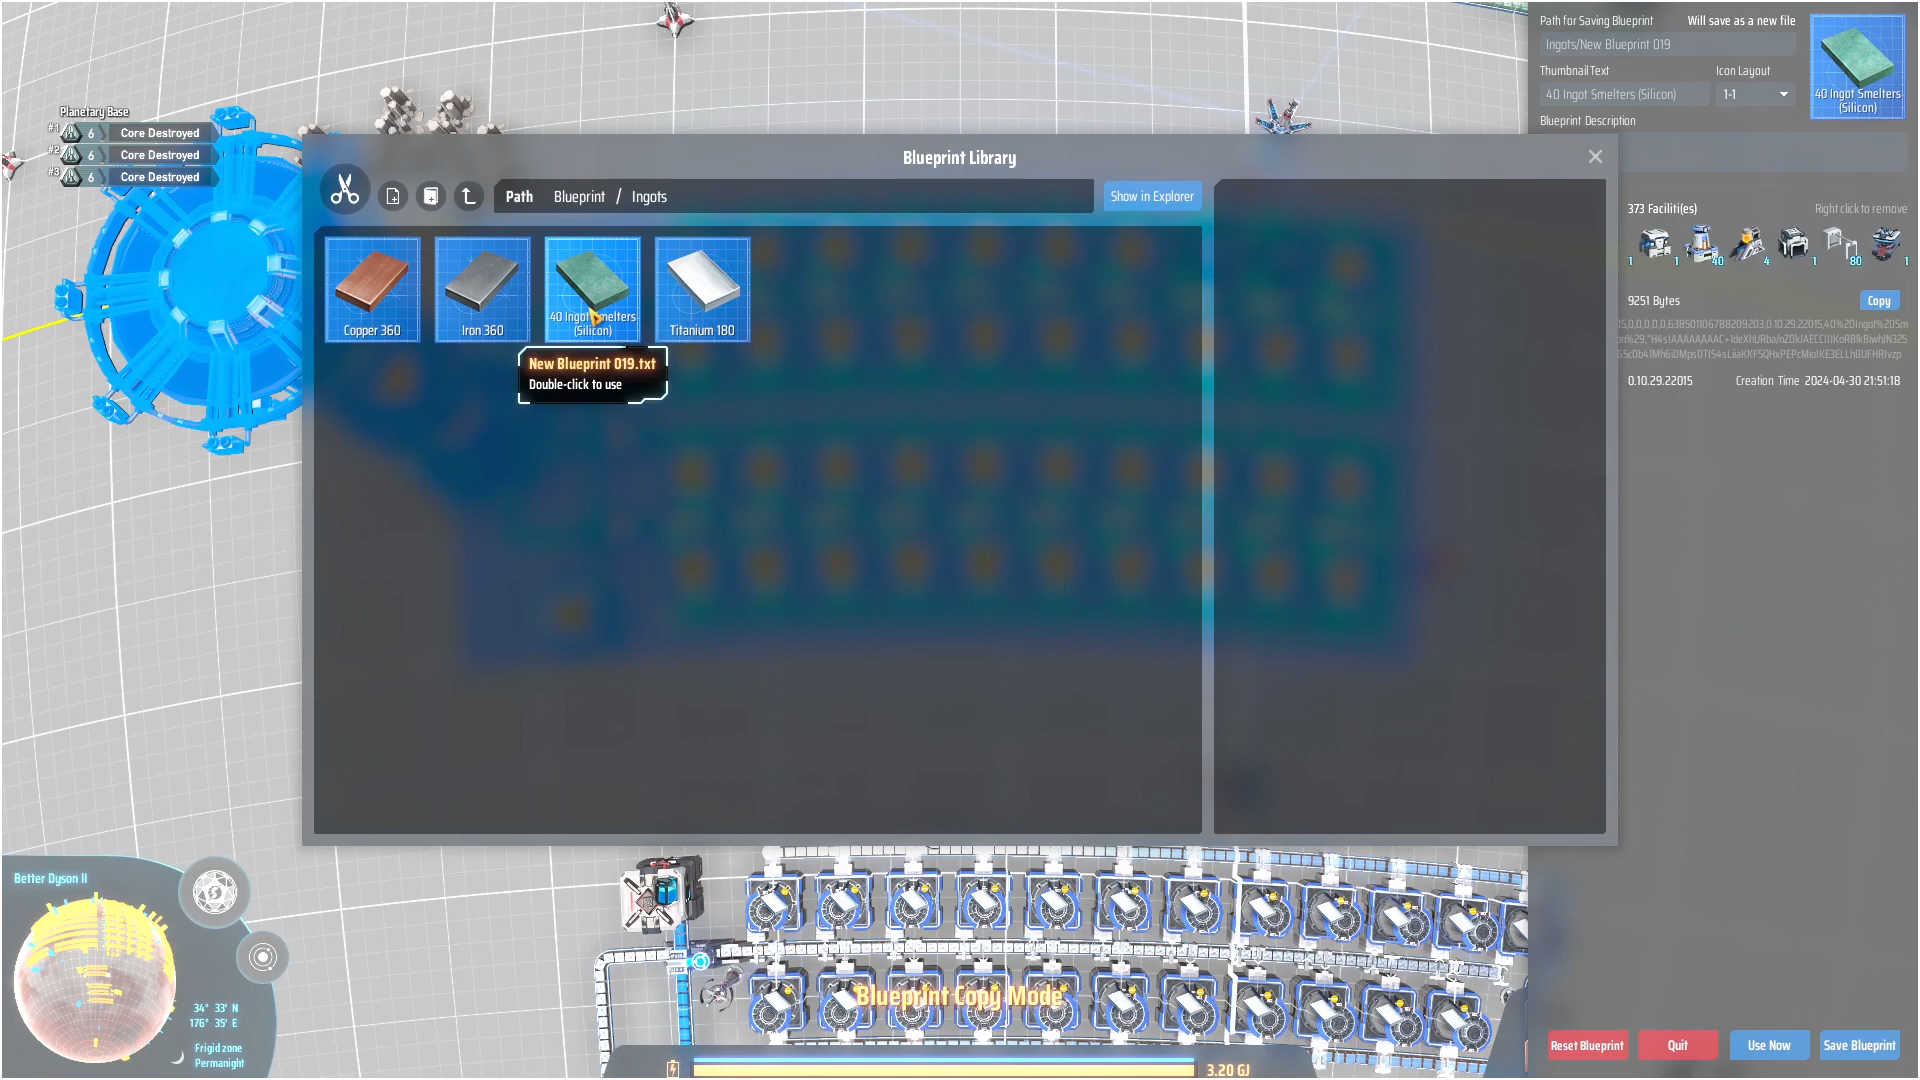 Path for Saving Blueprint
Will save as a new file
Ingots/New Blueprint 019
Thumbnail Text
Icon Layout
40 Ingot Smelters (Silicon)
1-1
40 Ingot Smelters
(Silicon)
Blueprint Description
Planetary Base
#1 6 Core Destroyed
#2 6 Core Destroyed
#3 6 Core Destroyed
Blueprint Library
Path Blueprint / Ingots
Show in Explorer
Copper 360
Iron 360
40 Ingot Smelters
(Silicon)
Titanium 180
New Blueprint 019.txt
Double-click to use
373 Faciliti(es)
Right click to remove
1 1 40 4 1 80 1
9251 Bytes
Copy
0.10.29.22015
Creation Time 2024-04-30 21:51:18
Better Dyson II
34° 33' N
176° 35' E
Frigid zone
Permanight
Blueprint Copy Mode
3.20 GJ
Reset Blueprint
Quit
Use Now
Save Blueprint